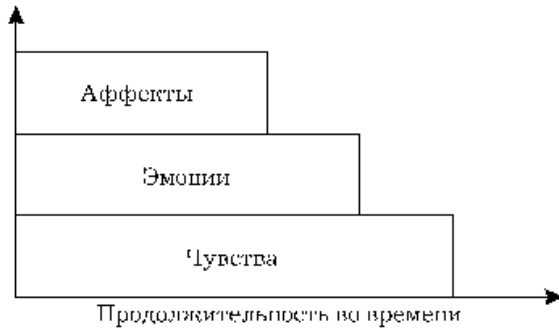 Аффекты
Эмоции
Чувства
Продолжительность во времени